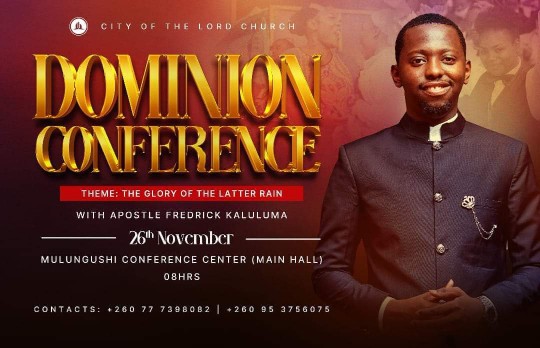 CITY OF THE LORD CHURCH
DOMINION
CONFERENCE
THEME: THE GLORY OF THE LATTER RAIN
WITH APOSTLE FREDRICK KALULUMA
26th November
MULUNGUSHI CONFERENCE CENTER (MAIN HALL)
08HRS
CONTACTS: +260 77 7398082 | +260 95 3756075